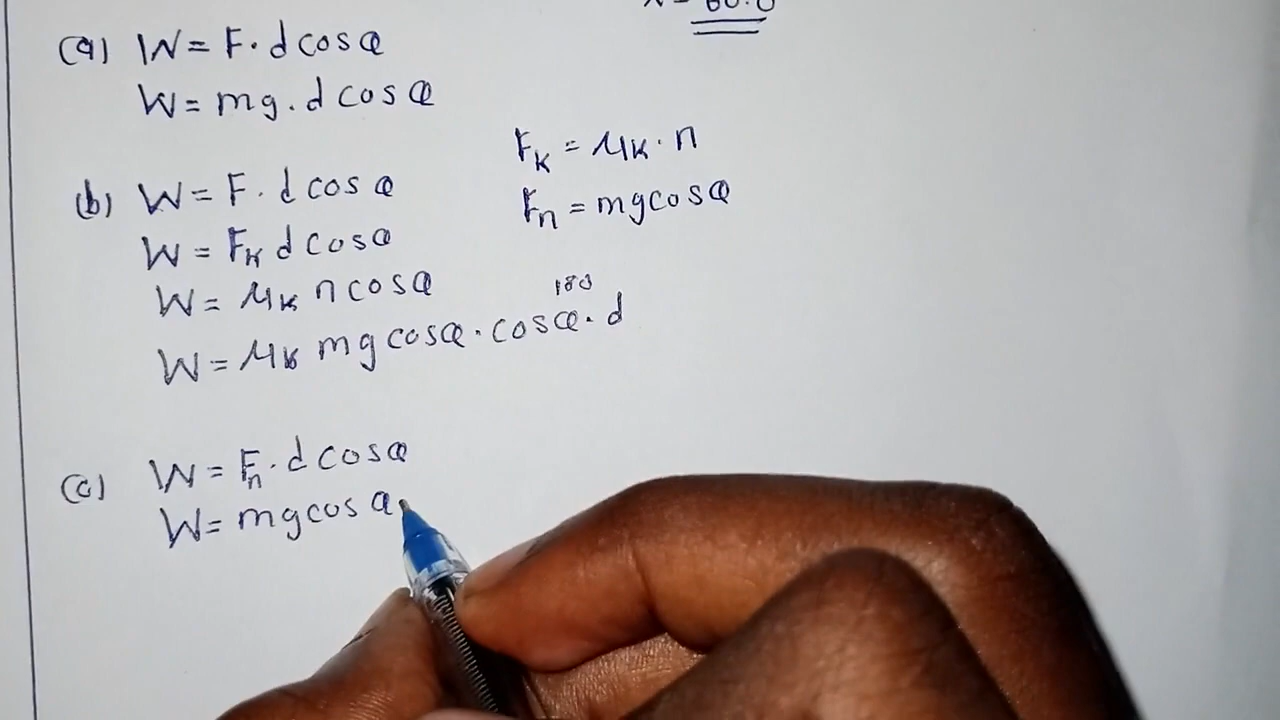 (a) W = F · d cos θ
W = mg . d cos θ
(b) W = F · d cos θ
W = Fk d cos θ
W = μk n cos θ
W = μk mg cos θ · cos θ · d
180
Fk = μk · n
Fn = mg cos θ
(c) W = Fn · d cos θ
W = mg cos θ